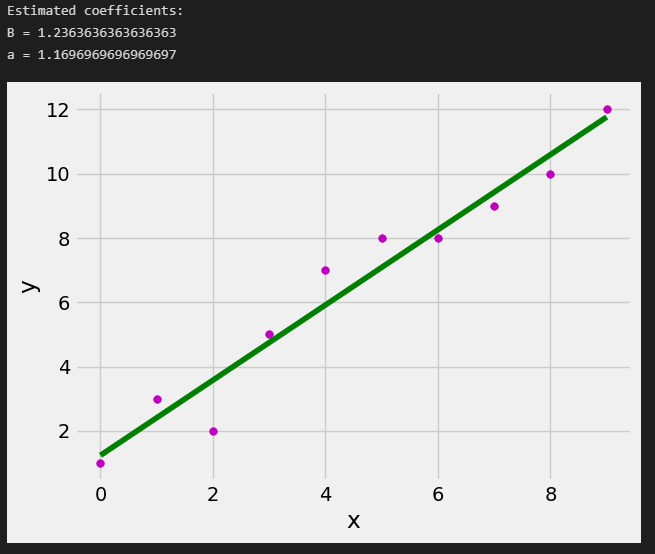 Estimated coefficients:
B = 1.2363636363636363
a = 1.1696969696969697
12
10
8
6
4
2
y
0 2 4 6 8
x